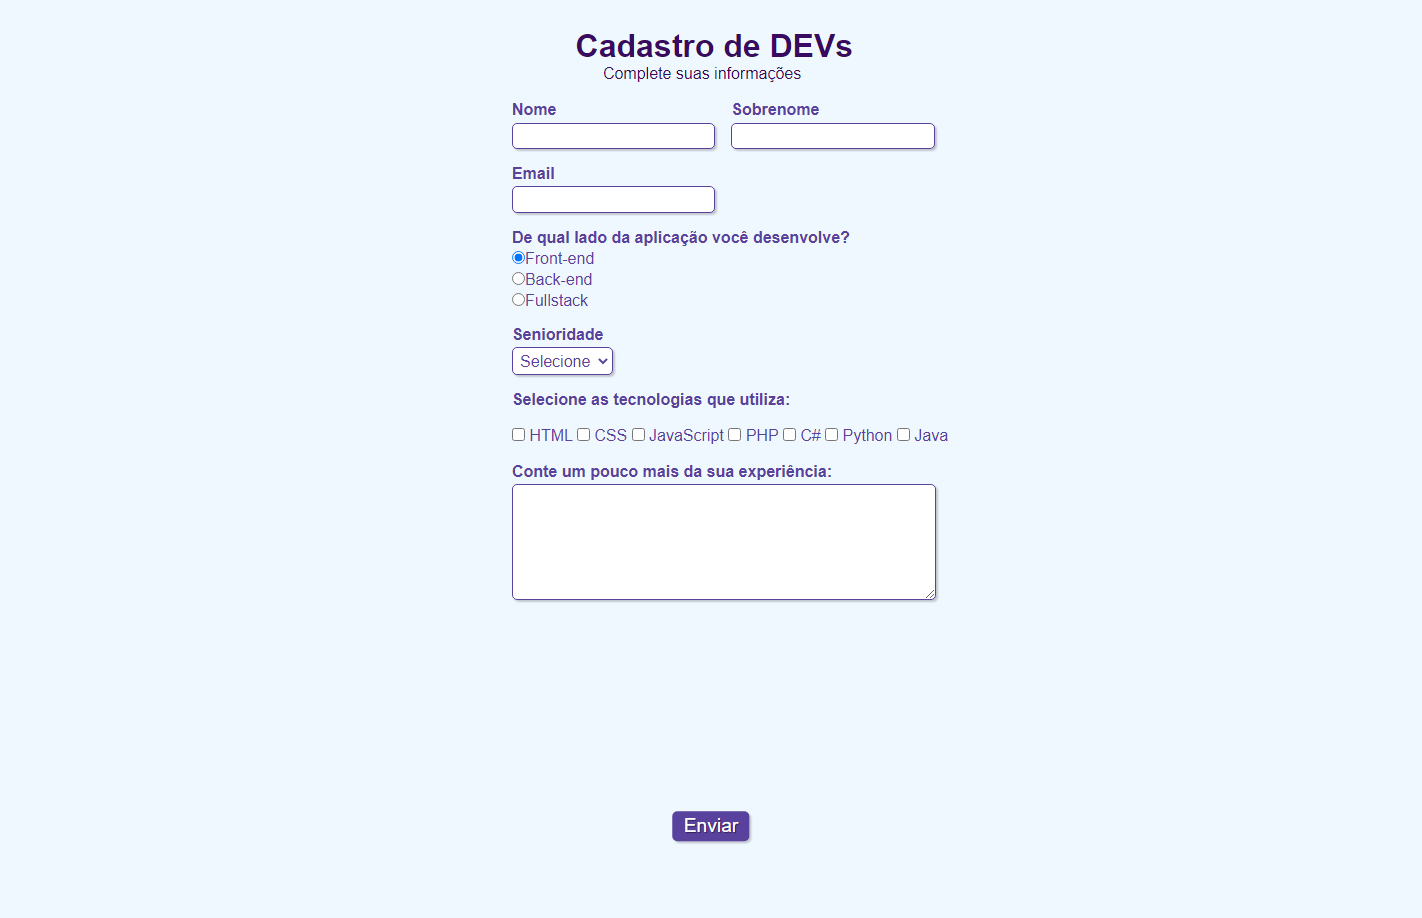 Cadastro de DEVs
Complete suas informações
Nome Sobrenome
Email
De qual lado da aplicação você desenvolve?
Front-end
Back-end
Fullstack
Senioridade
Selecione
Selecione as tecnologias que utiliza:
HTML CSS JavaScript PHP C# Python Java
Conte um pouco mais da sua experiência:
Enviar